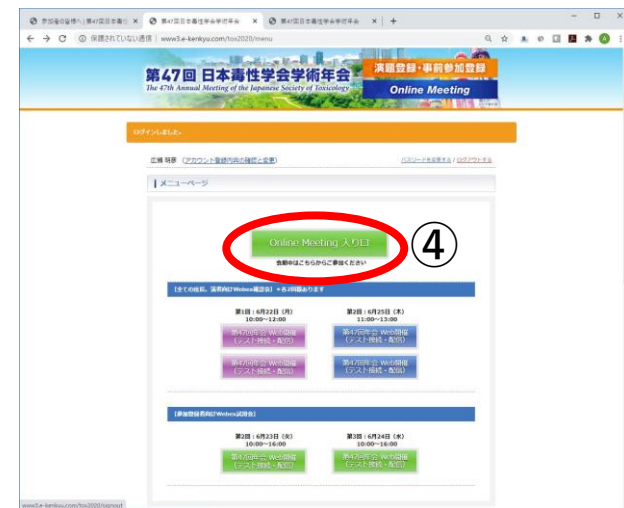 参加者の皆様へ | 第47回日本毒性
第47回日本毒性学会学術年会
第47回日本毒性学会学術年会
保護されていない通信 | www3.e-kenkyu.com/tox2020/menu
第47回 日本毒性学会学術年会
The 47th Annual Meeting of the Japanese Society of Toxicology
演題登録・事前参加登録
Online Meeting
ログインしました。
広瀬 明彦 (アカウント登録内容の確認と変更)
パスワードを変更する / ログアウトする
メニューページ
Online Meeting 入り口
④
会期中はこちらからご参加ください
【全ての座長、演者向けWebex確認会】*各2回線あります
第1回：6月22日（月）
10:00~12:00
第2回：6月25日（木）
11:00~13:00
第47回年会 Web開催
(テスト接続・配信)
第47回年会 Web開催
(テスト接続・配信)
第47回年会 Web開催
(テスト接続・配信)
第47回年会 Web開催
(テスト接続・配信)
【参加登録者向けWebex試用会】
第2回：6月23日（火）
10:00~16:00
第3回：6月24日（水）
10:00~16:00
第47回年会 Web開催
(テスト接続・配信)
第47回年会 Web開催
(テスト接続・配信)
www3.e-kenkyu.com/tox2020/signout